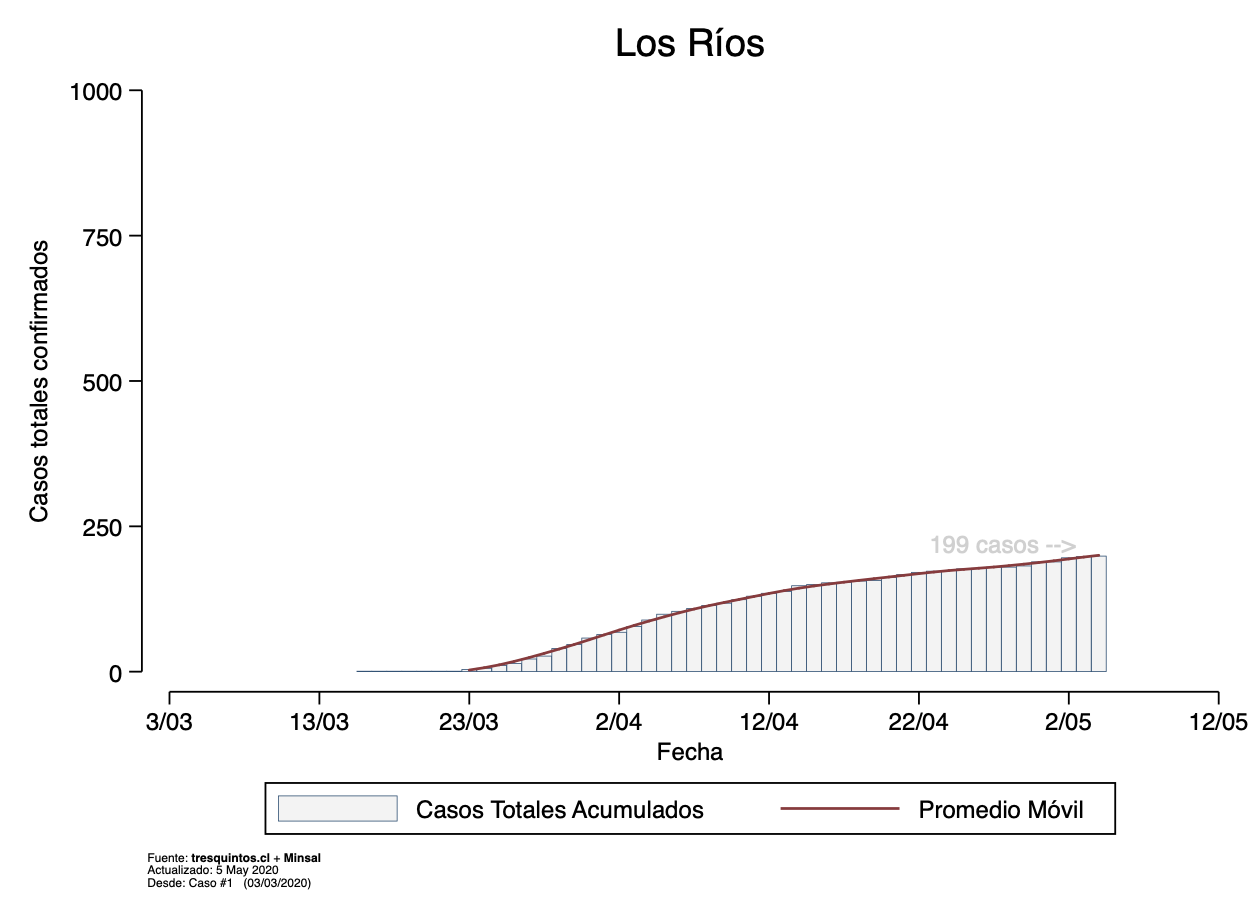 Los Ríos
1000
750
500
250
0
Casos totales confirmados
199 casos -->
3/03 13/03 23/03 2/04 12/04 22/04 2/05 12/05
Fecha
Casos Totales Acumulados Promedio Móvil
Fuente: tresquintos.cl + Minsal
Actualizado: 5 May 2020
Desde: Caso #1 (03/03/2020)